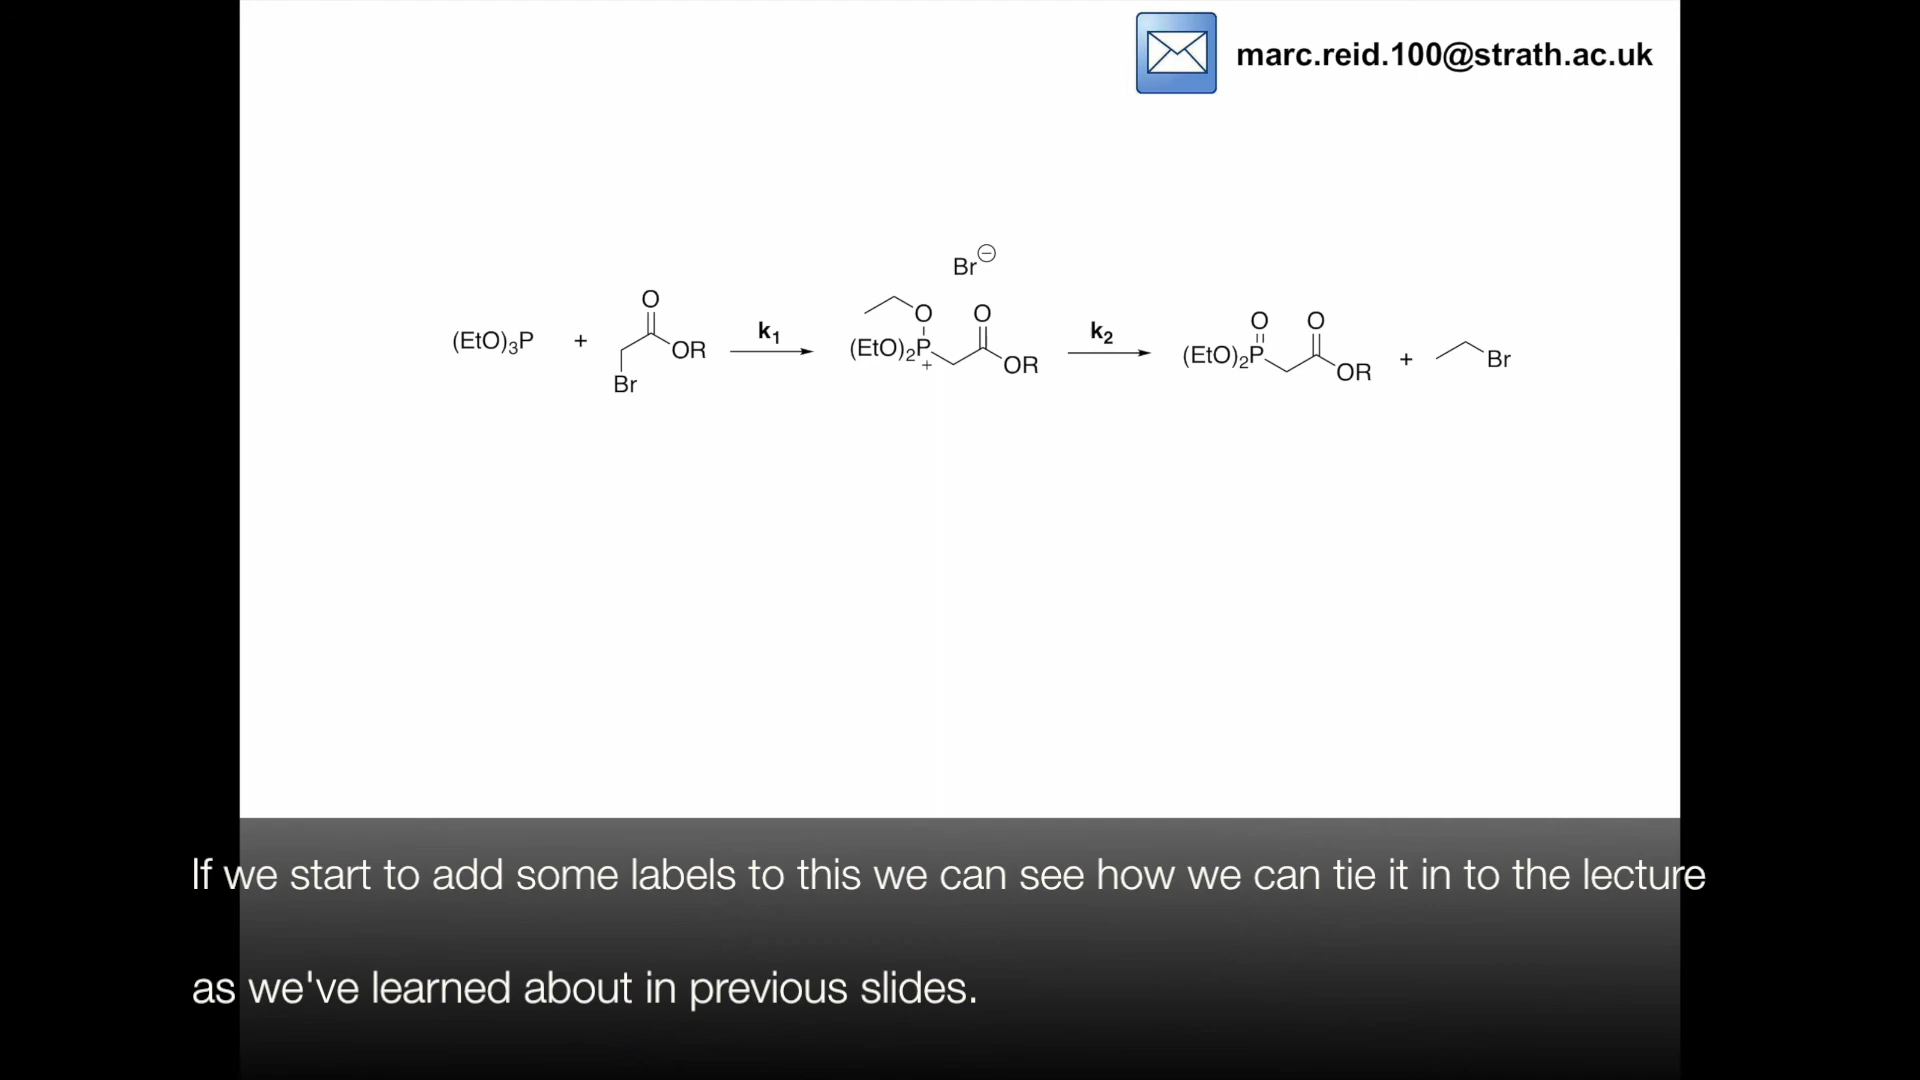 marc.reid.100@strath.ac.uk
Br⊖
O O
(EtO)₃P + O OR Br k₁ (EtO)₂P + OR k₂ (EtO)₂P O O OR + Br
If we start to add some labels to this we can see how we can tie it in to the lecture
as we've learned about in previous slides.